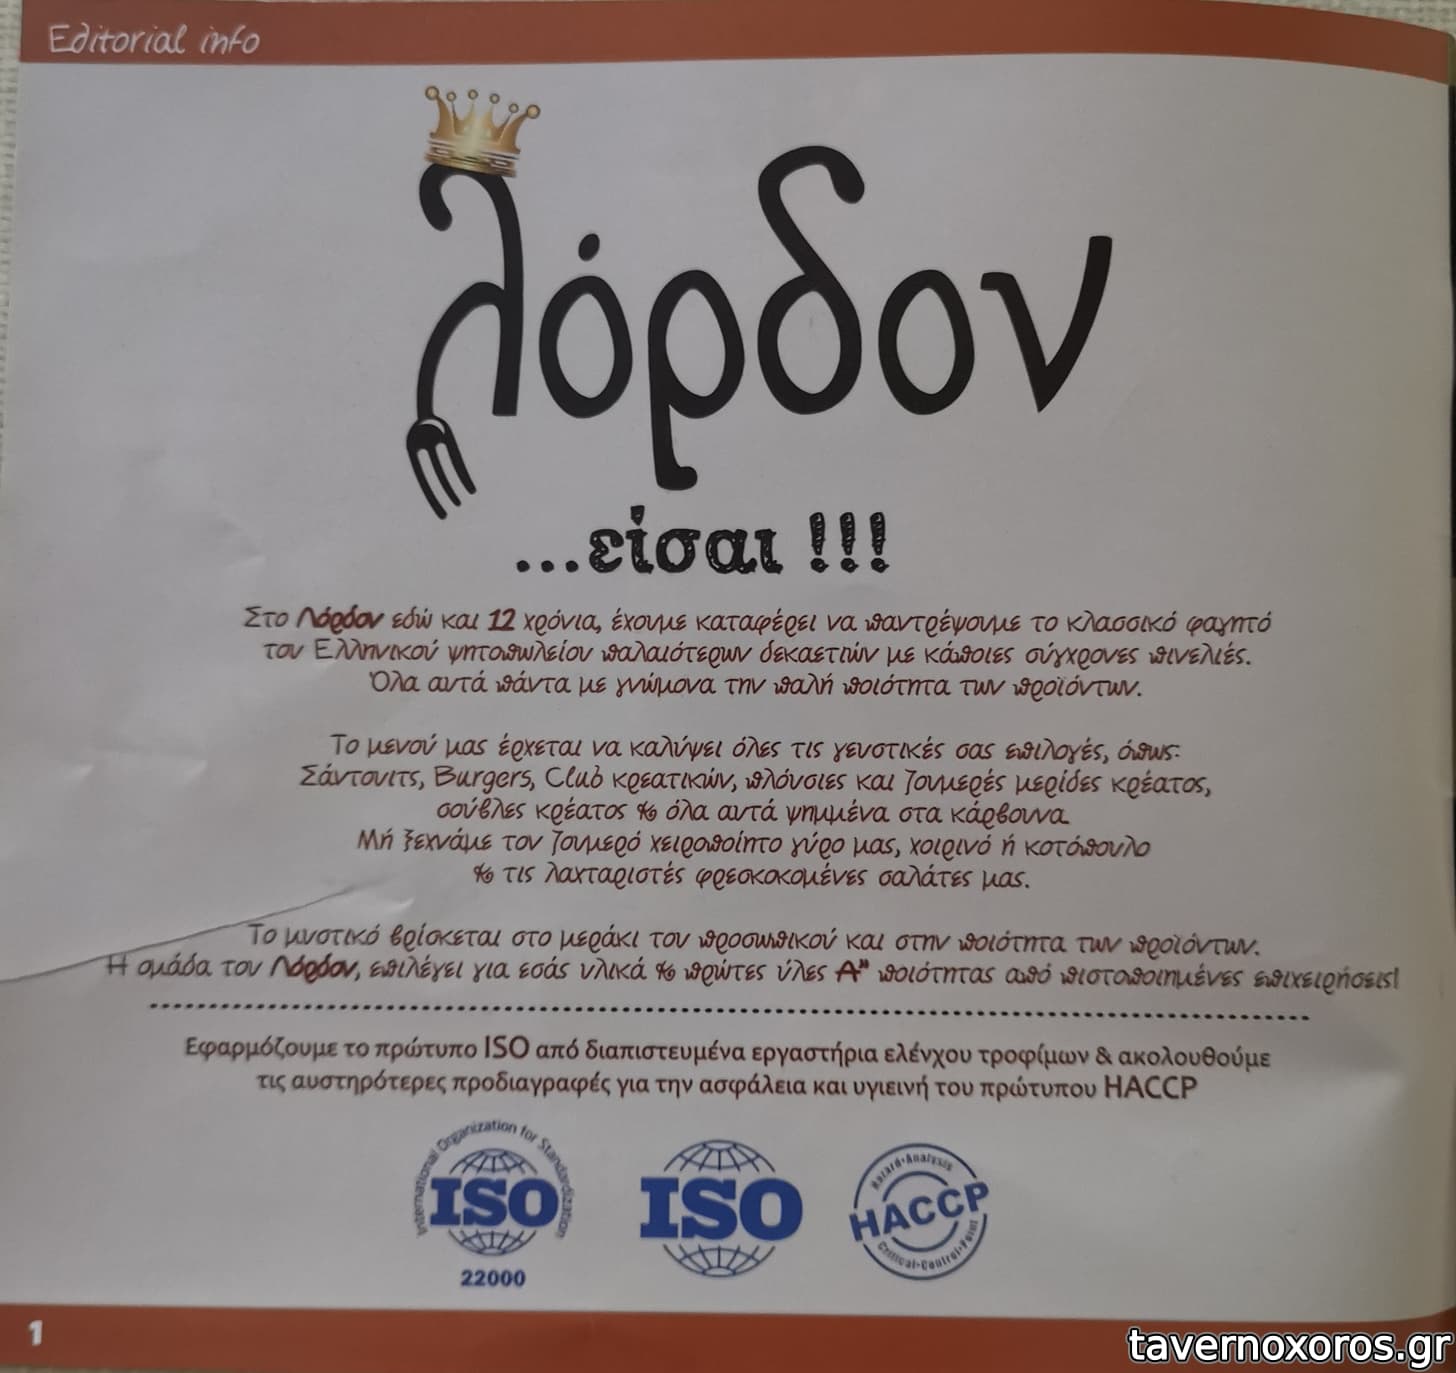 Editorial info
λόρδον
...είσαι !!!
Στο Λόρδον εδώ και 12 χρόνια, έχουμε καταφέρει να παντρέψουμε το κλασσικό φαγητό
του Ελληνικού ψητοπωλείου παλαιότερων δεκαετιών με κάποιες σύγχρονες πινελιές.
Όλα αυτά πάντα με γνώμονα την παλή ποιότητα των προϊόντων.
Το μενού μας έρχεται να καλύψει όλες τις γευστικές σας επιλογές, όπως:
Σάντουιτς, Burgers, Club κρεατικών, πλούσιες και ζουμερές μερίδες κρέατος,
σούβλες κρέατος & όλα αυτά ψημμένα στα κάρβουνα
Μή ξεχνάμε τον ζουμερό χειροποίητο γύρο μας, χοιρινό ή κοτόπουλο
& τις λαχταριστές φρεσκοκομένες σαλάτες μας.
Το μυστικό βρίσκεται στο μεράκι του προσωπικού και στην ποιότητα των προϊόντων.
Η ομάδα του Λόρδον, επιλέγει για εσάς υλικά & πρώτες ύλες Α" ποιότητας από πιστοποιημένες επιχειρήσεις!
Εφαρμόζουμε το πρώτυπο ISO από διαπιστευμένα εργαστήρια ελένχου τροφίμων & ακολουθούμε
τις αυστηρότερες προδιαγραφές για την ασφάλεια και υγιεινή του πρώτυπου HACCP
International Organization for Standardization
ISO
22000
ISO
Hazard-Analysis
HACCP
Critical-Control-Point
1
tavernoxoros.gr